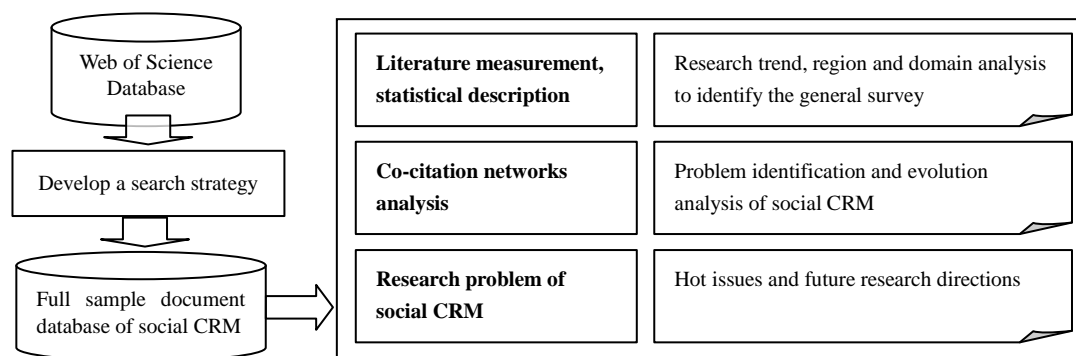 Web of Science
Database
Develop a search strategy
Full sample document
database of social CRM
Literature measurement,
statistical description
Research trend, region and domain analysis
to identify the general survey
Co-citation networks
analysis
Problem identification and evolution
analysis of social CRM
Research problem of
social CRM
Hot issues and future research directions